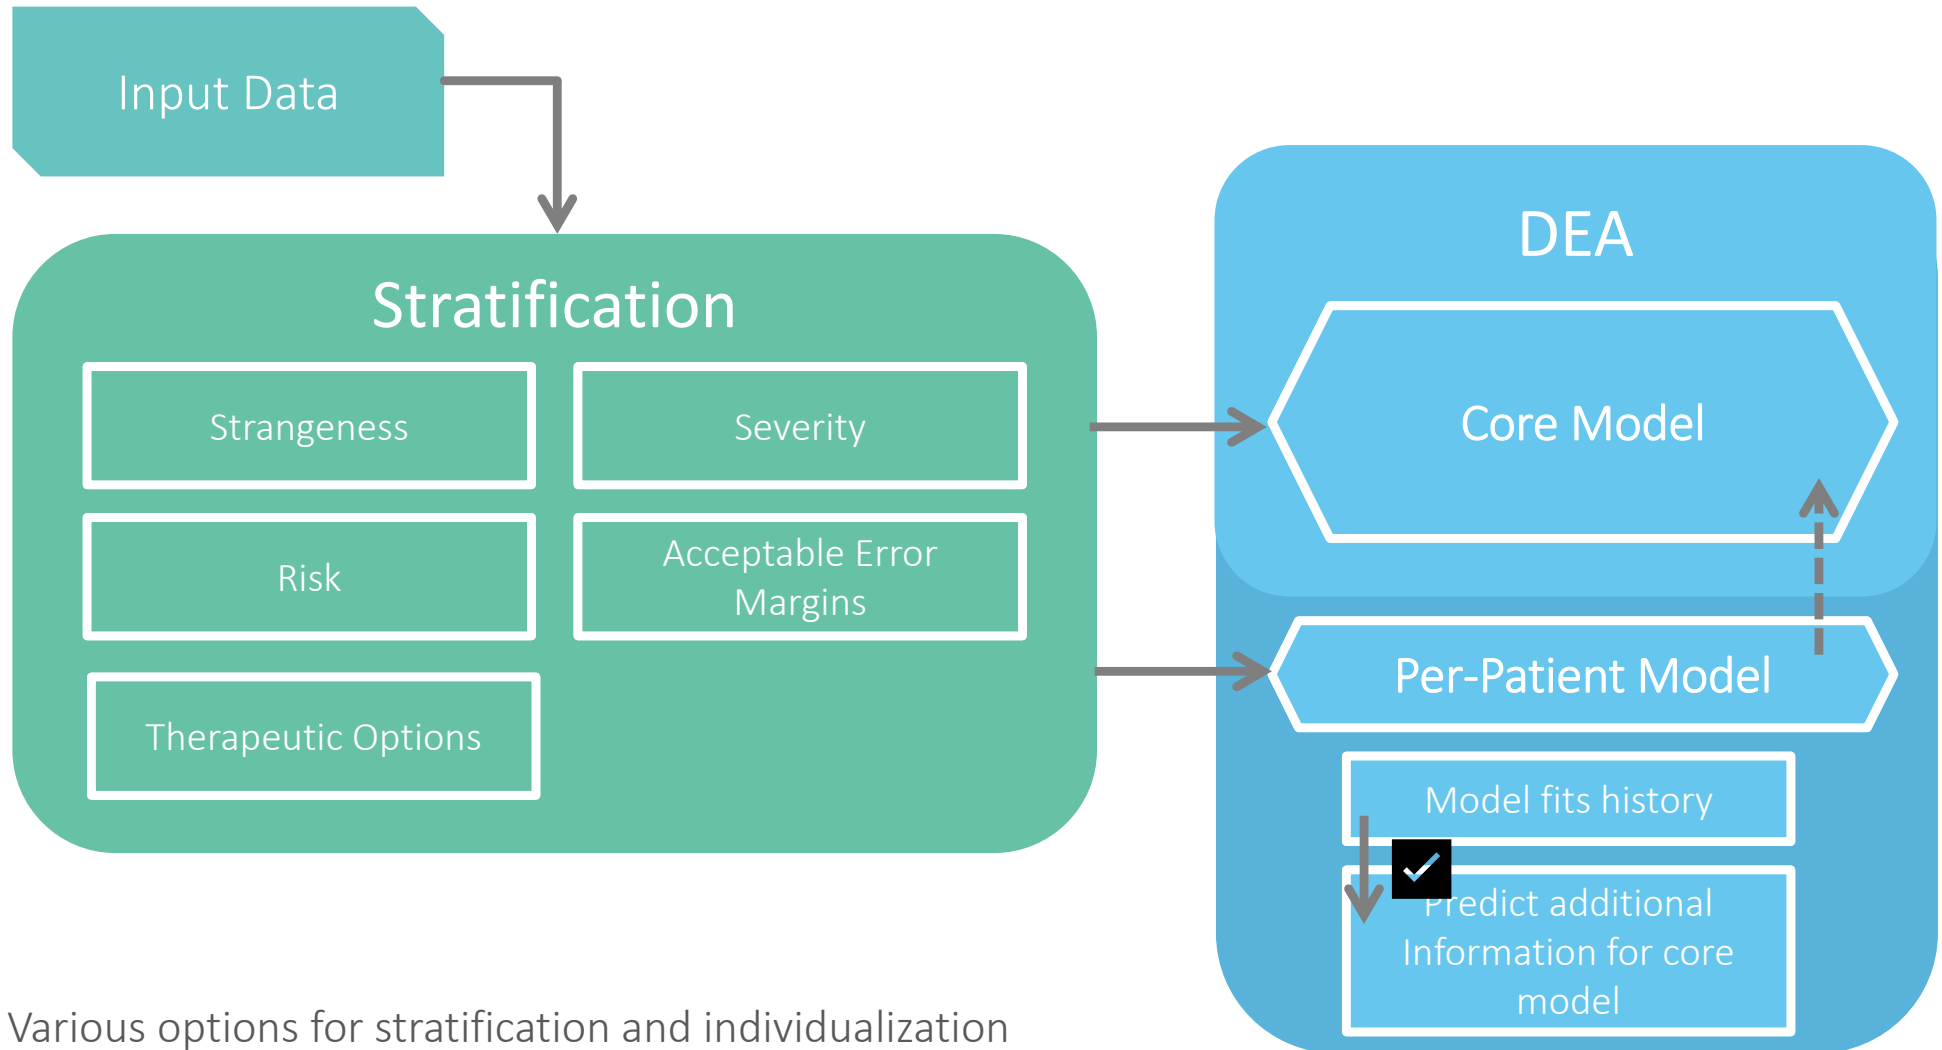 Input Data
Stratification
Strangeness
Severity
Risk
Acceptable Error
Margins
Therapeutic Options
DEA
Core Model
Per-Patient Model
Model fits history
Predict additional
Information for core
model
Various options for stratification and individualization